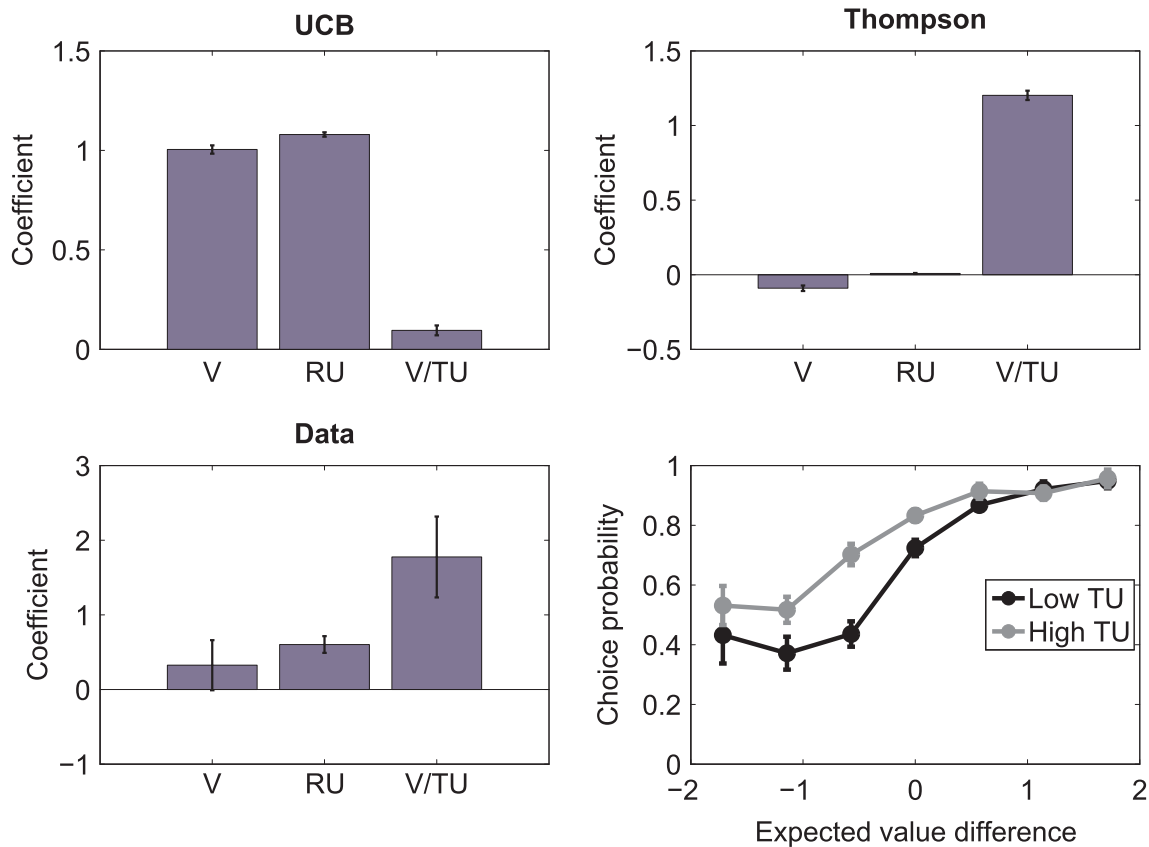 UCB
1.5
1
0.5
0
Coefficient
V RU V/TU
Thompson
1.5
1
0.5
0
−0.5
Coefficient
V RU V/TU
Data
3
2
1
0
−1
Coefficient
V RU V/TU
1
0.8
0.6
0.4
0.2
0
Choice probability
Low TU
High TU
−2 −1 0 1 2
Expected value difference